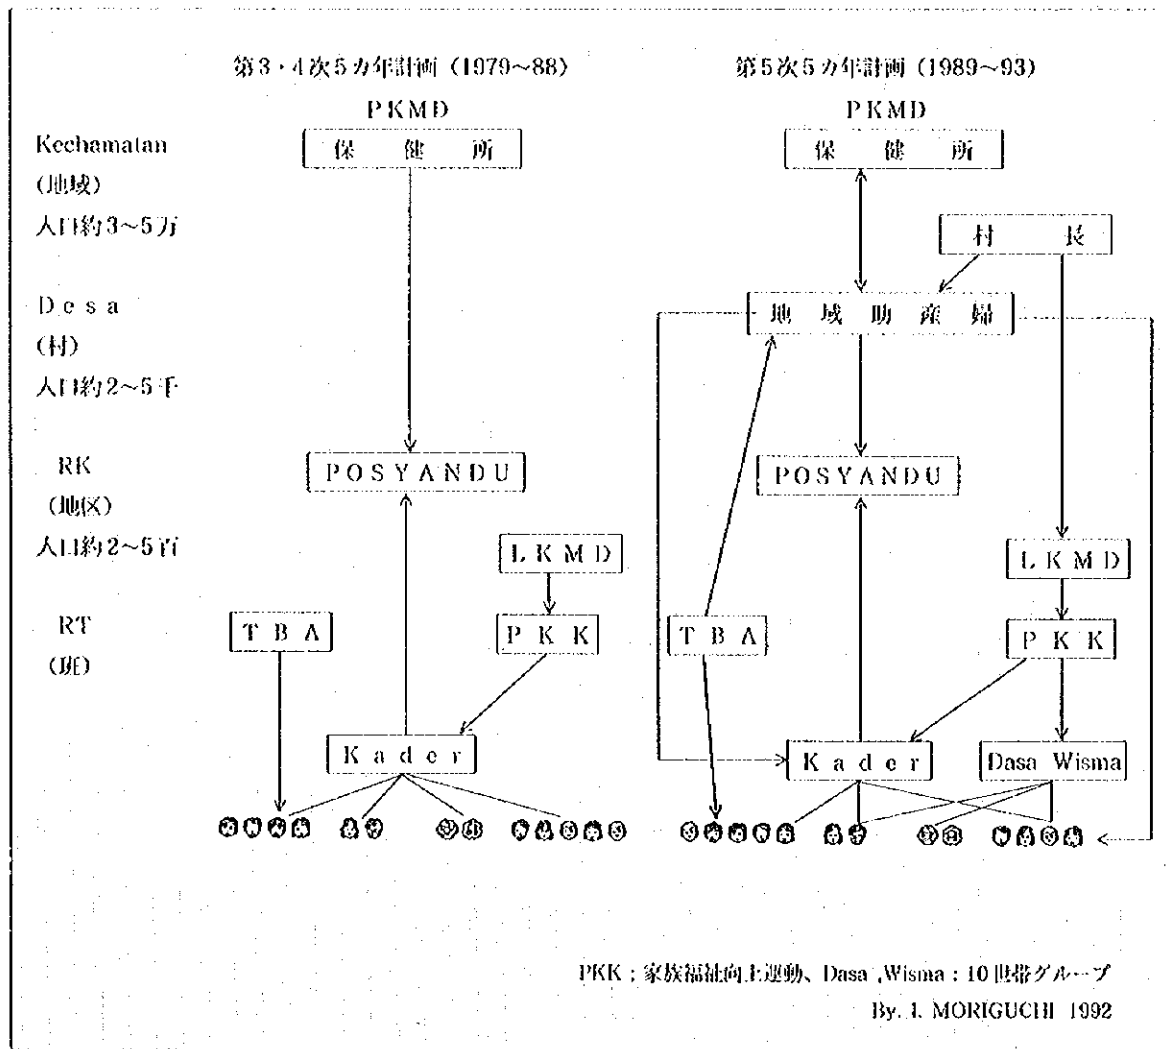 第3・4次5カ年計画（1979～88）
PKMD
保健所
Kechamatan
（地域）
人口約3～5万
Desa
（村）
人口約2～5千
RK
（地区）
人口約2～5百
RT
（班）
POSYANDU
LKMD
TBA
PKK
Kader
第5次5カ年計画（1989～93）
PKMD
保健所
村長
地域助産婦
POSYANDU
LKMD
TBA
PKK
Kader
Dasa Wisma
PKK；家族福祉向上運動、Dasa ,Wisma：10世帯グループ
By. I. MORIGUCHI 1992